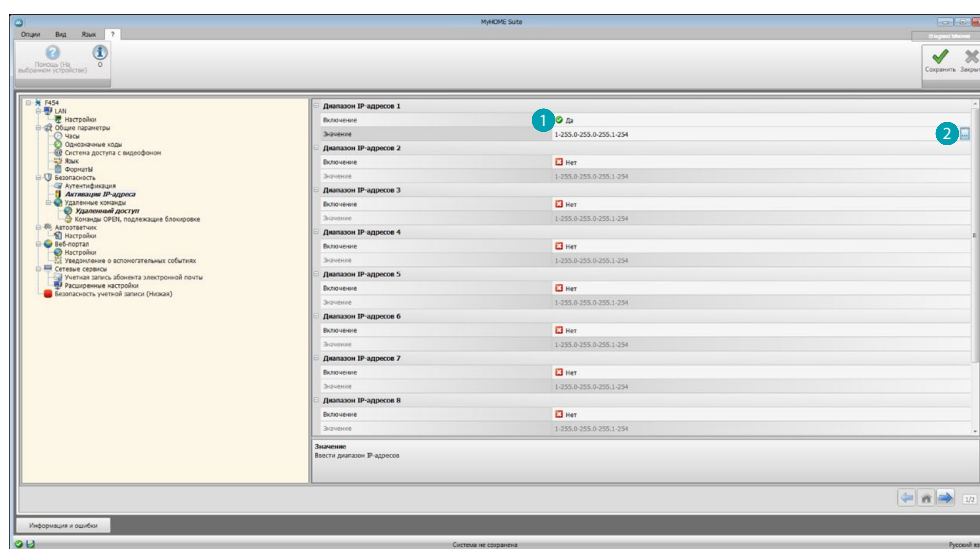 MyHOME Suite
Опции Вид Язык ?
Помощь (На выбранном устройстве)
О
Сохранить Закрыт
F454
LAN
Настройки
Общие параметры
Часы
Однозначные коды
Система доступа с видеофоном
Язык
Форматы
Безопасность
Аутентификация
Активация IP-адреса
Удаленные команды
Удаленный доступ
Команды OPEN, подлежащие блокировке
Автоответчик
Настройки
Веб-портал
Настройки
Уведомление о вспомогательных событиях
Сетевые сервисы
Учетная запись абонента электронной почты
Расширенные настройки
Безопасность учетной записи (Низкая)
Диапазон IP-адресов 1
Включение 1 Да
Значение 1-255.0-255.0-255.1-254 2
Диапазон IP-адресов 2
Включение Нет
Значение 1-255.0-255.0-255.1-254
Диапазон IP-адресов 3
Включение Нет
Значение 1-255.0-255.0-255.1-254
Диапазон IP-адресов 4
Включение Нет
Значение 1-255.0-255.0-255.1-254
Диапазон IP-адресов 5
Включение Нет
Значение 1-255.0-255.0-255.1-254
Диапазон IP-адресов 6
Включение Нет
Значение 1-255.0-255.0-255.1-254
Диапазон IP-адресов 7
Включение Нет
Значение 1-255.0-255.0-255.1-254
Диапазон IP-адресов 8
Включение Нет
Значение 1-255.0-255.0-255.1-254
Значение
Ввести диапазон IP-адресов
1/2
Информация и ошибки
Система не сохранена
Русский